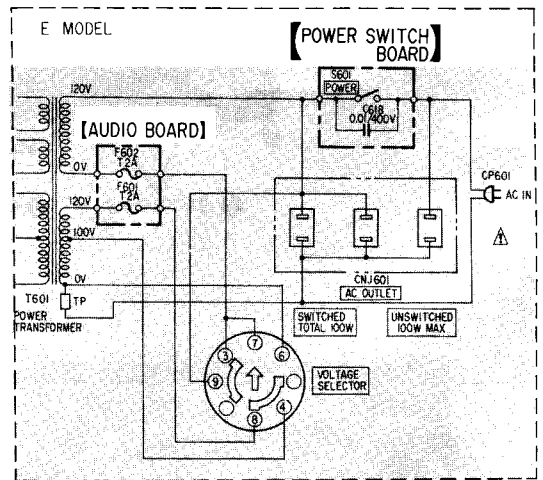 E MODEL
【POWER SWITCH
BOARD】
S601
POWER
C618
0.01/400V
120V
【AUDIO BOARD】
F602
T2A
0V
F601
T2A
120V
100V
0V
T601
POWER
TRANSFORMER
TP
CP601
AC IN
CNJ601
AC OUTLET
SWITCHED
TOTAL 100W
UNSWITCHED
100W MAX
3
7
6
9
4
8
VOLTAGE
SELECTOR